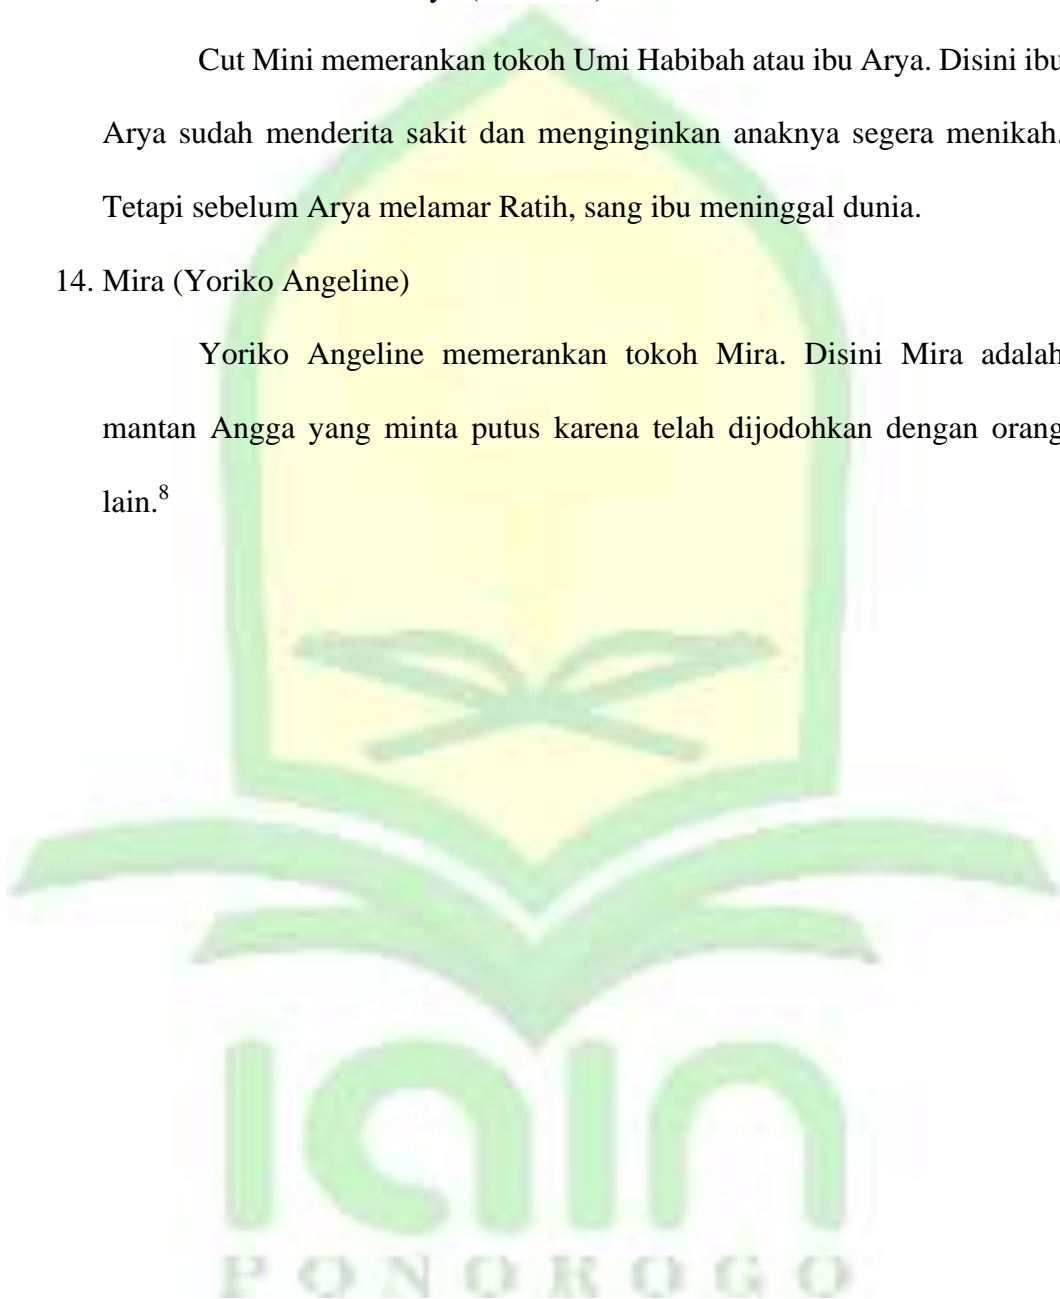 Cut Mini memerankan tokoh Umi Habibah atau ibu Arya. Disini ibu
Arya sudah menderita sakit dan menginginkan anaknya segera menikah.
Tetapi sebelum Arya melamar Ratih, sang ibu meninggal dunia.
14. Mira (Yoriko Angeline)
Yoriko Angeline memerankan tokoh Mira. Disini Mira adalah
mantan Angga yang minta putus karena telah dijodohkan dengan orang
lain.8
iain
PONOROGO